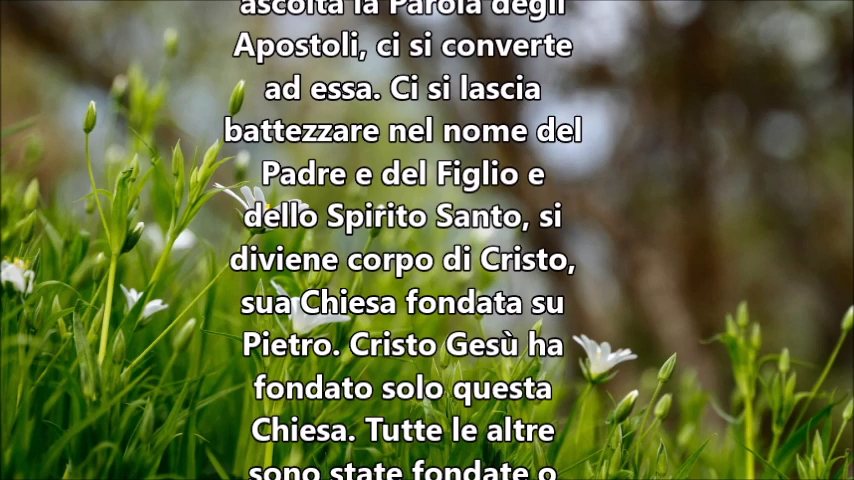 ascolta la Parola degli
Apostoli, ci si converte
ad essa. Ci si lascia
battezzare nel nome del
Padre e del Figlio e
dello Spirito Santo, si
diviene corpo di Cristo,
sua Chiesa fondata su
Pietro. Cristo Gesù ha
fondato solo questa
Chiesa. Tutte le altre
sono state fondate o